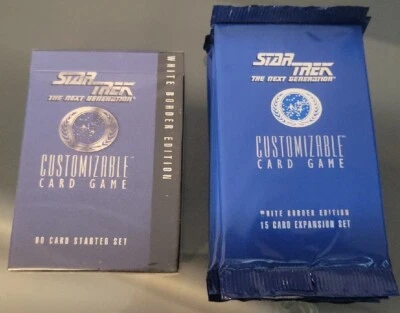 STAR TREK
THE NEXT GENERATION
CUSTOMIZABLE
CARD GAME
WHITE BORDER EDITION
60 CARD STARTER SET
STAR TREK
THE NEXT GENERATION
CUSTOMIZABLE
CARD GAME
WHITE BORDER EDITION
15 CARD EXPANSION SET